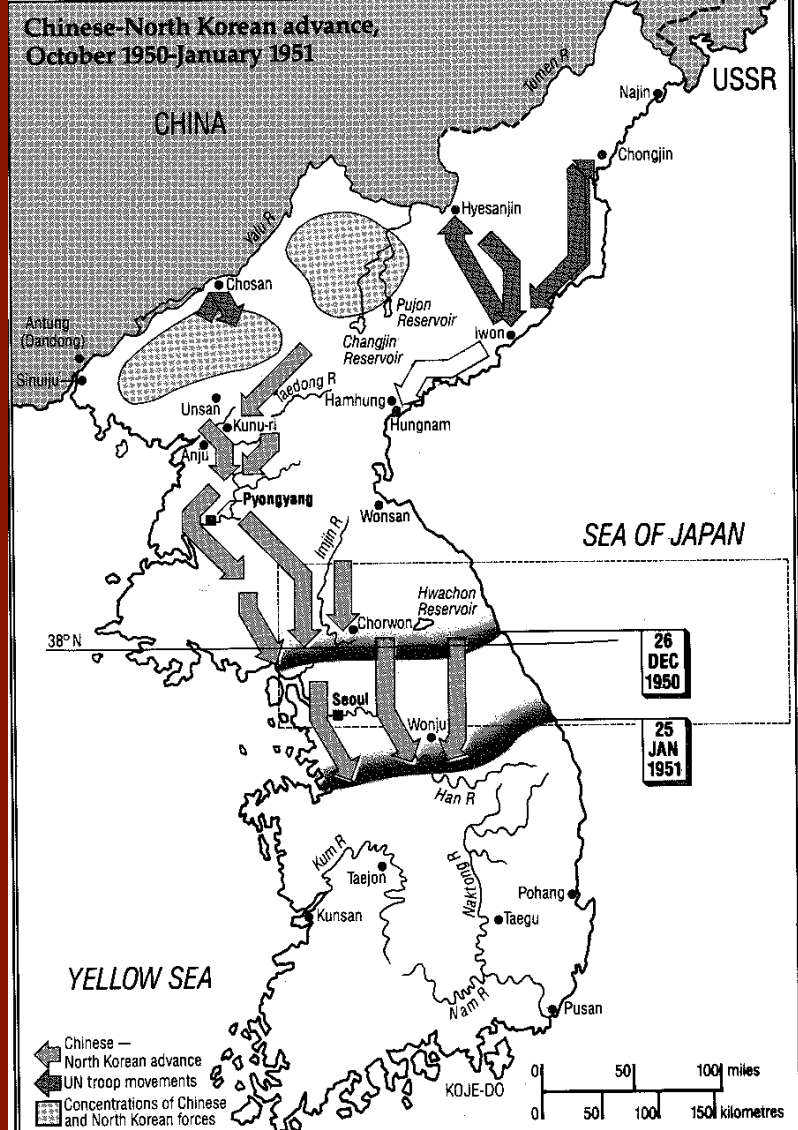 Chinese-North Korean advance,
October 1950-January 1951
Tumen R
USSR
Najin
CHINA
Chongjin
Hyesanjin
Yalu R
Chosan
Pujon
Reservoir
Antung
(Dandong)
Changjin
Reservoir
Iwon
Sinuiju
Taedong R
Unsan
Hamhung
Kunu-ri
Hungnam
Anju
Pyongyang
Wonsan
Imjin R
SEA OF JAPAN
Hwachon
Reservoir
Chorwon
38° N
26
DEC
1950
Seoul
Wonju
25
JAN
1951
Han R
Kum R
Taejon
Naktong R
Pohang
Kunsan
Taegu
YELLOW SEA
Nam R
Pusan
Chinese —
North Korean advance
UN troop movements
Concentrations of Chinese
and North Korean forces
KOJE-DO
0 50 100 miles
0 50 100 150 kilometres